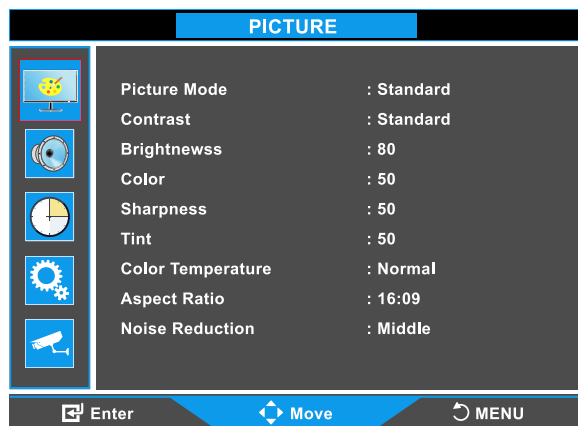 PICTURE
Picture Mode : Standard
Contrast : Standard
Brightnewss : 80
Color : 50
Sharpness : 50
Tint : 50
Color Temperature : Normal
Aspect Ratio : 16:09
Noise Reduction : Middle
Enter Move MENU